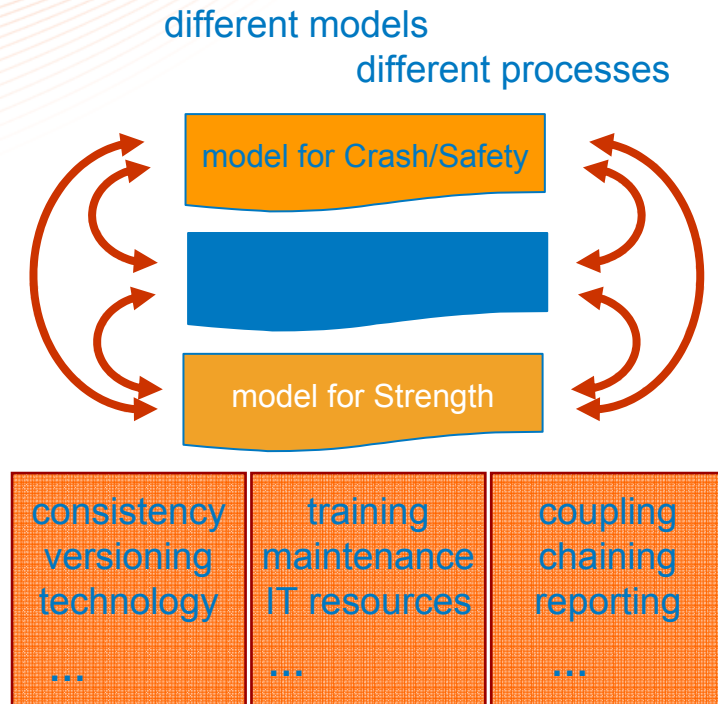 different models
different processes
model for Crash/Safety
model for Strength
consistency
versioning
technology
...
training
maintenance
IT resources
...
coupling
chaining
reporting
...